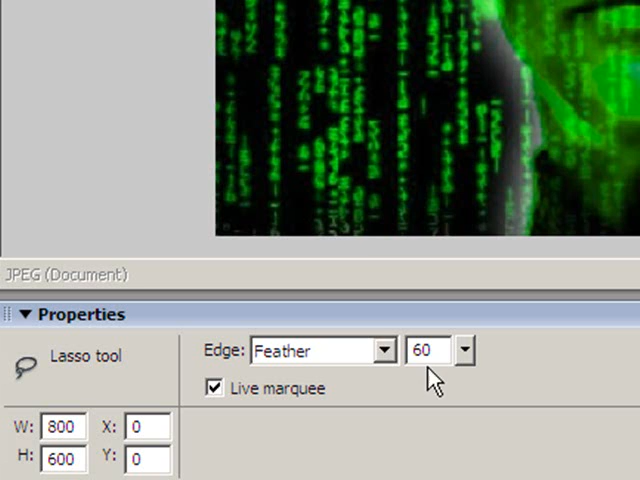 JPEG (Document)
Properties
Lasso tool
Edge: Feather 60
Live marquee
W: 800 X: 0
H: 600 Y: 0